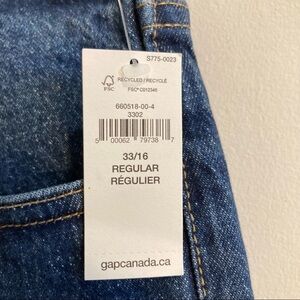 S775-0023
RECYCLED / RECYCLÉ
FSC
FSC® C012345
660518-00-4
3302
5 00062 79738 7
33/16
REGULAR
RÉGULIER
gapcanada.ca